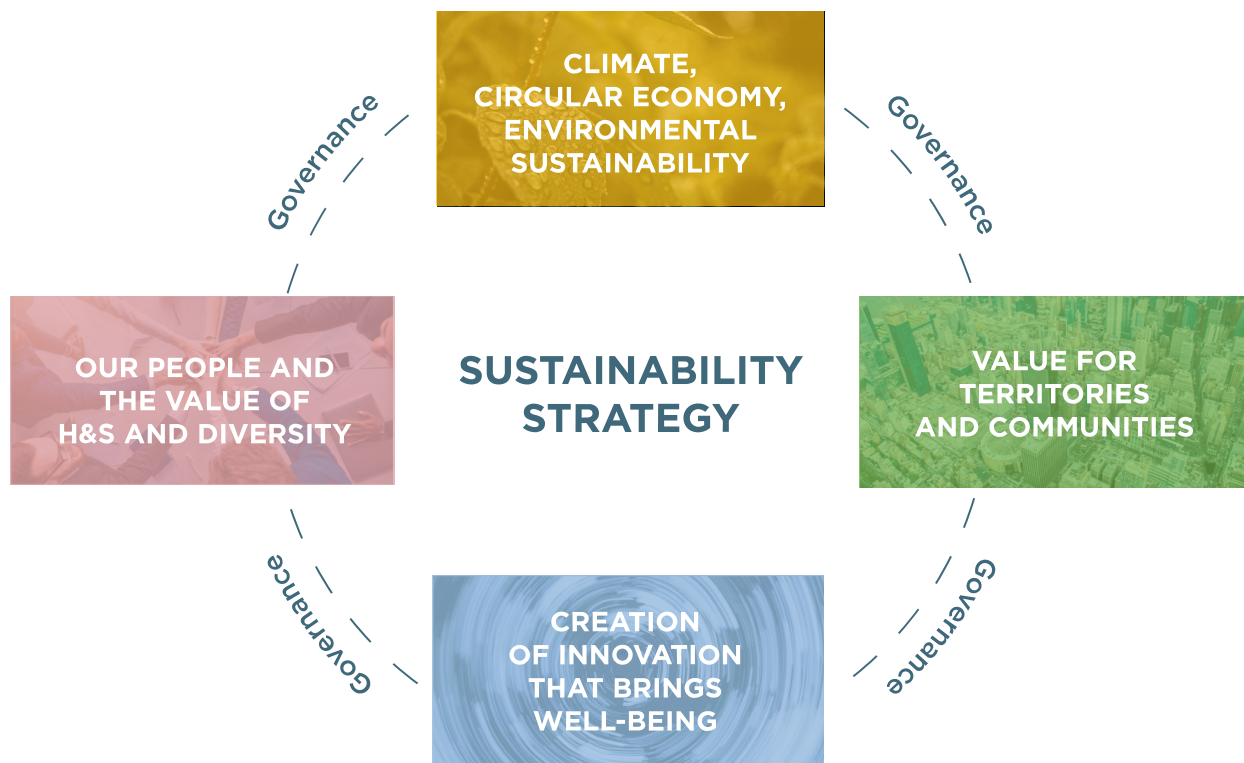 CLIMATE,
CIRCULAR ECONOMY,
ENVIRONMENTAL
SUSTAINABILITY
Governance
Governance
OUR PEOPLE AND
THE VALUE OF
H&S AND DIVERSITY
SUSTAINABILITY
STRATEGY
VALUE FOR
TERRITORIES
AND COMMUNITIES
Governance
Governance
CREATION
OF INNOVATION
THAT BRINGS
WELL-BEING